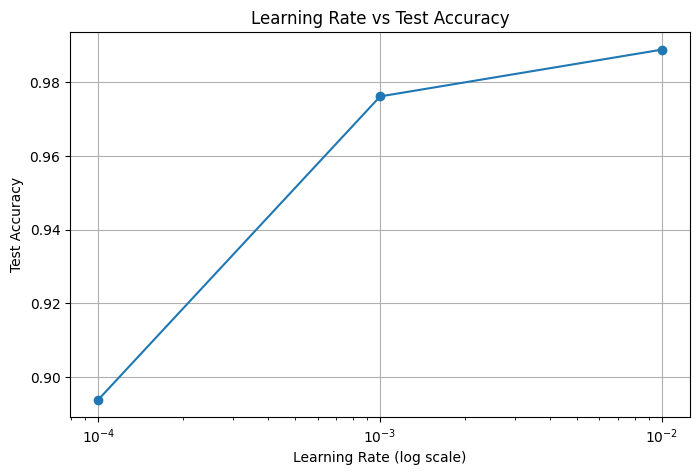 Learning Rate vs Test Accuracy
Test Accuracy
0.98
0.96
0.94
0.92
0.90
10⁻⁴ 10⁻³ 10⁻²
Learning Rate (log scale)